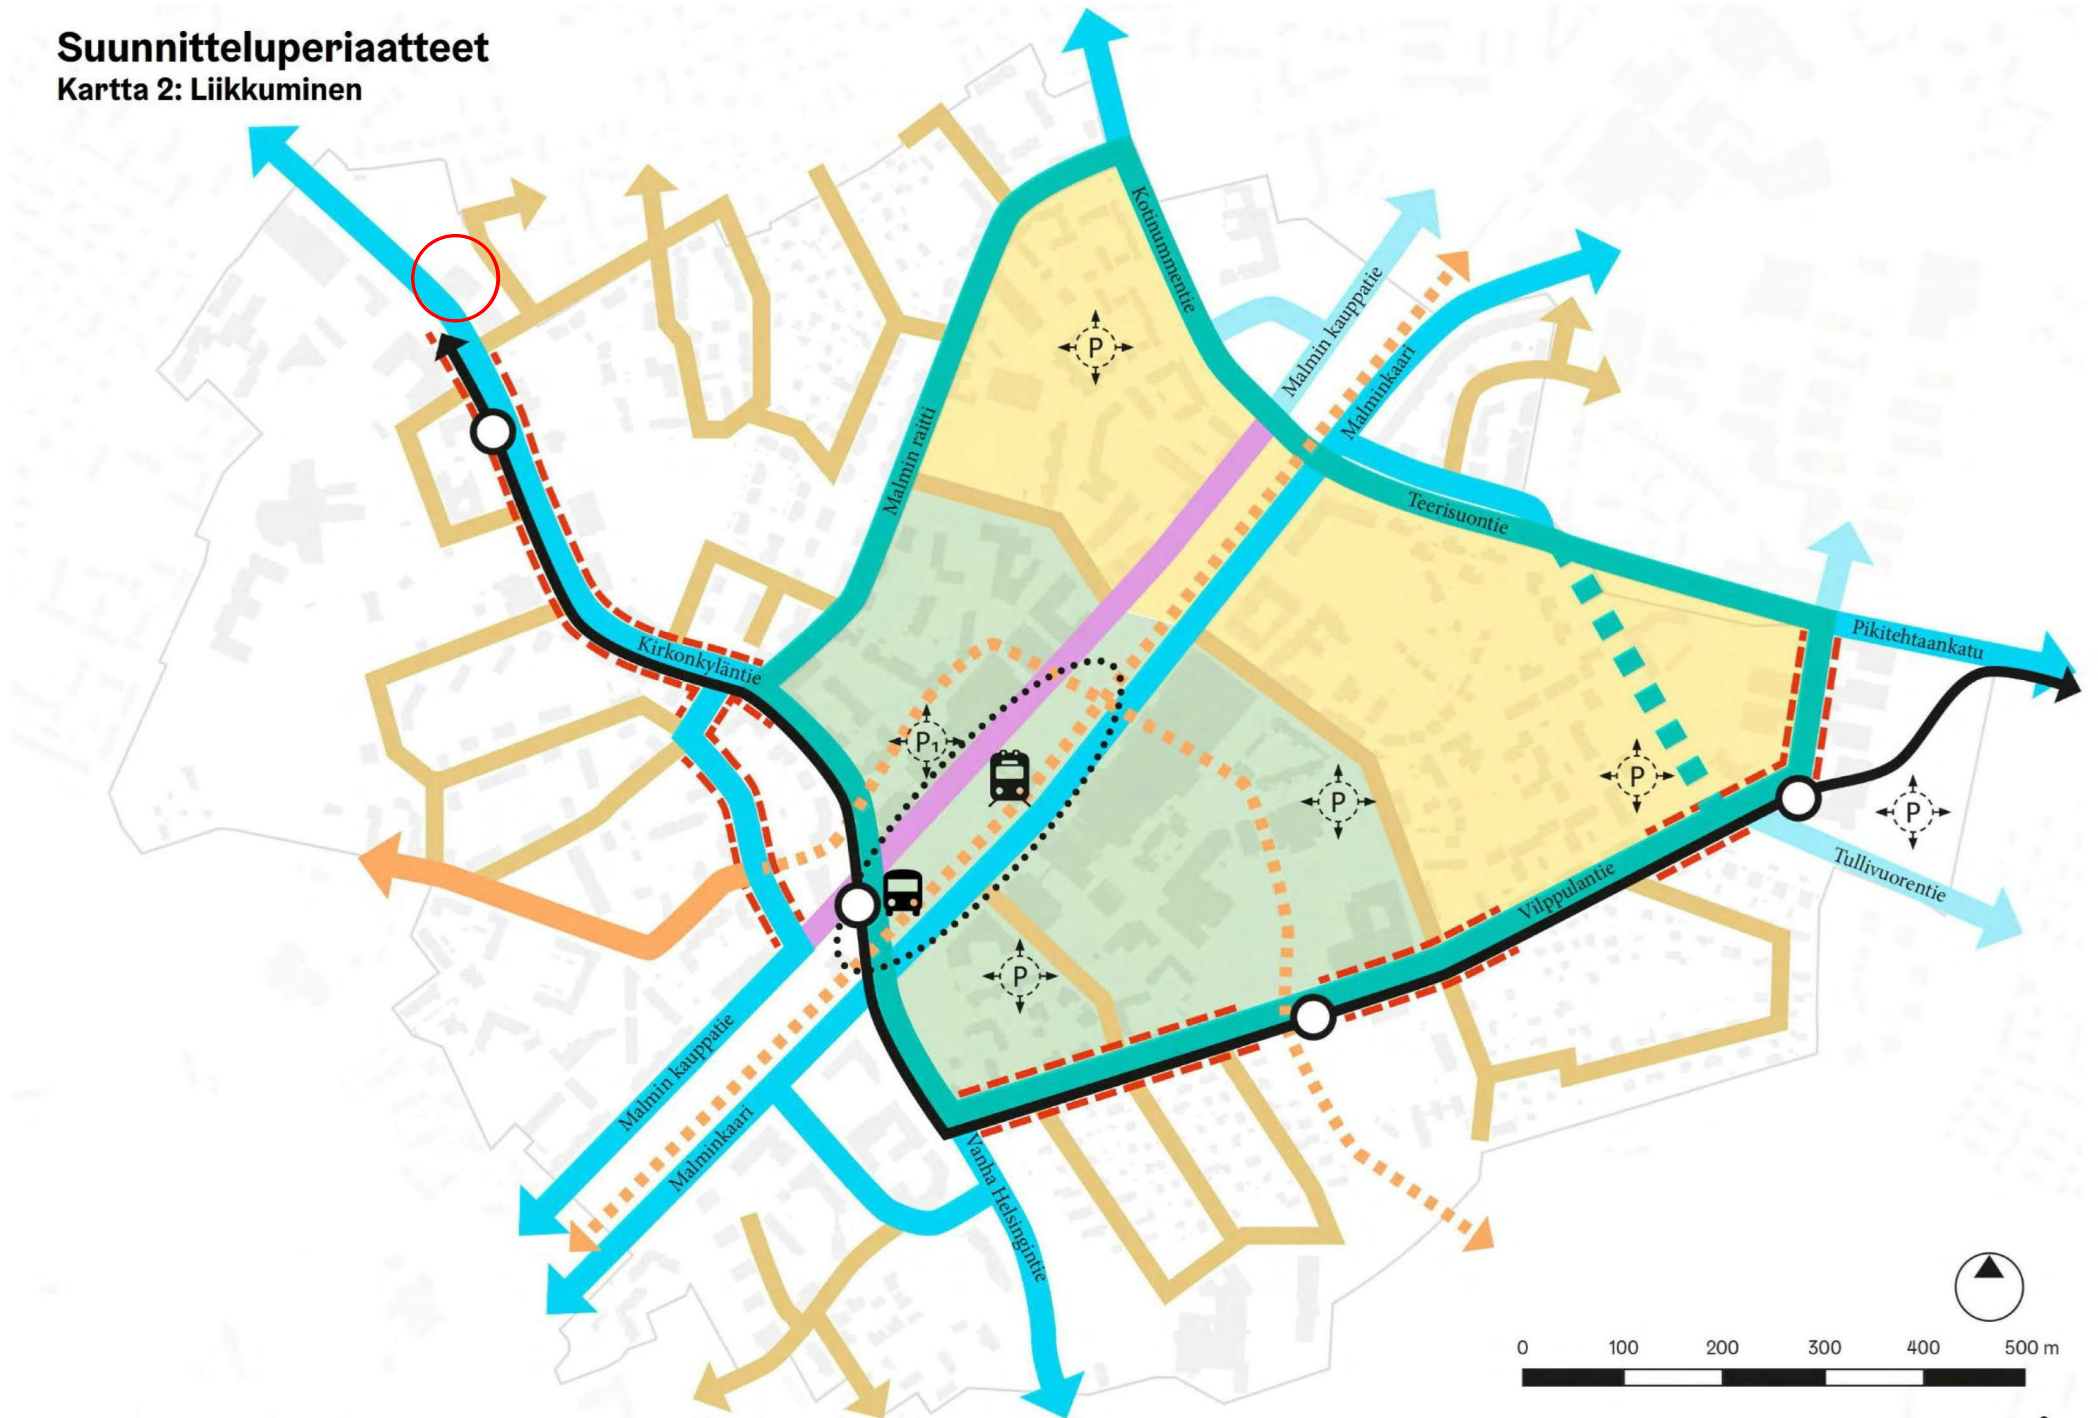 Suunnitteluperiaatteet
Kartta 2: Liikkuminen
Kotinummentie
Malmin kauppatie
Malminkaari
P
Malmin raitti
Teerisuontie
Pikitehtaankatu
Kirkonkyläntie
P1
P
P
P
Tullivuorentie
Vilppulantie
P
Malmin kauppatie
Malminkaari
Vanha Helsingintie
0 100 200 300 400 500 m